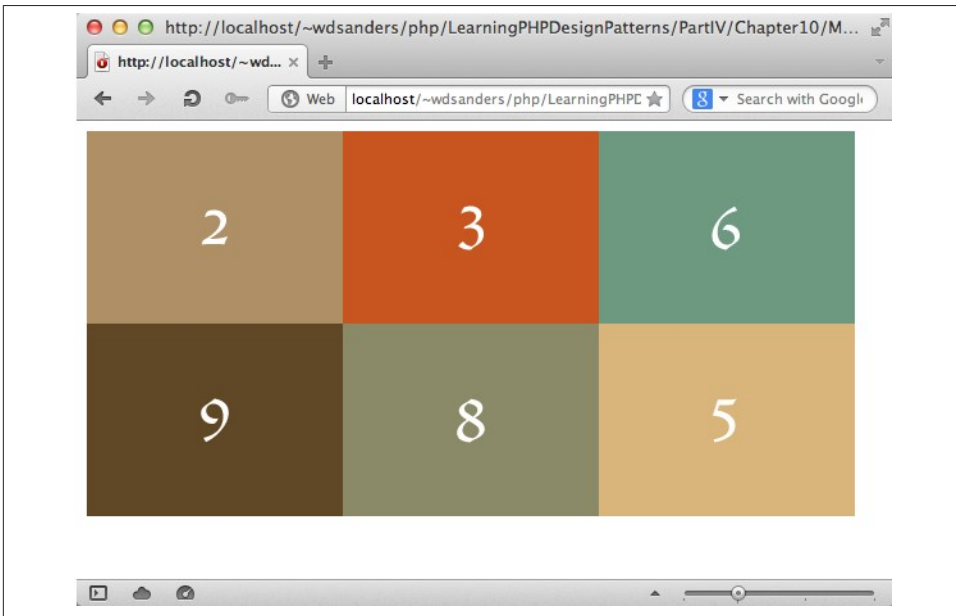 http://localhost/~wdsanders/php/LearningPHPDesignPatterns/PartIV/Chapter10/M...
http://localhost/~wd...
Web localhost/~wdsanders/php/LearningPHPD Search with Googl
2 3 6
9 8 5